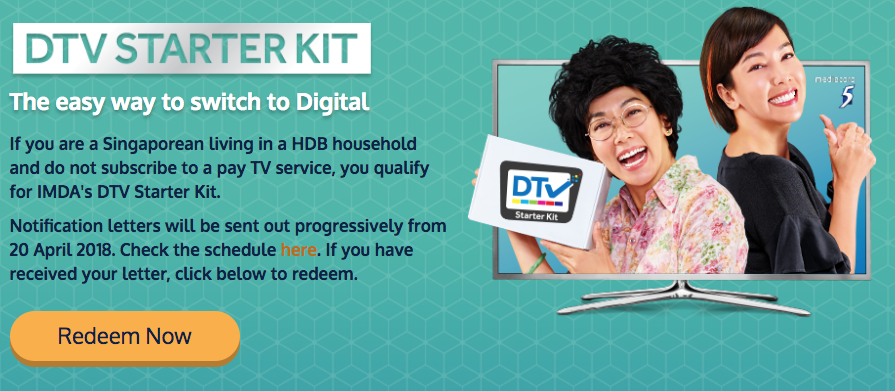 DTV STARTER KIT
The easy way to switch to Digital
If you are a Singaporean living in a HDB household
and do not subscribe to a pay TV service, you qualify
for IMDA's DTV Starter Kit.
Notification letters will be sent out progressively from
20 April 2018. Check the schedule here. If you have
received your letter, click below to redeem.
Redeem Now
DTV
Starter Kit
mediacorp
5